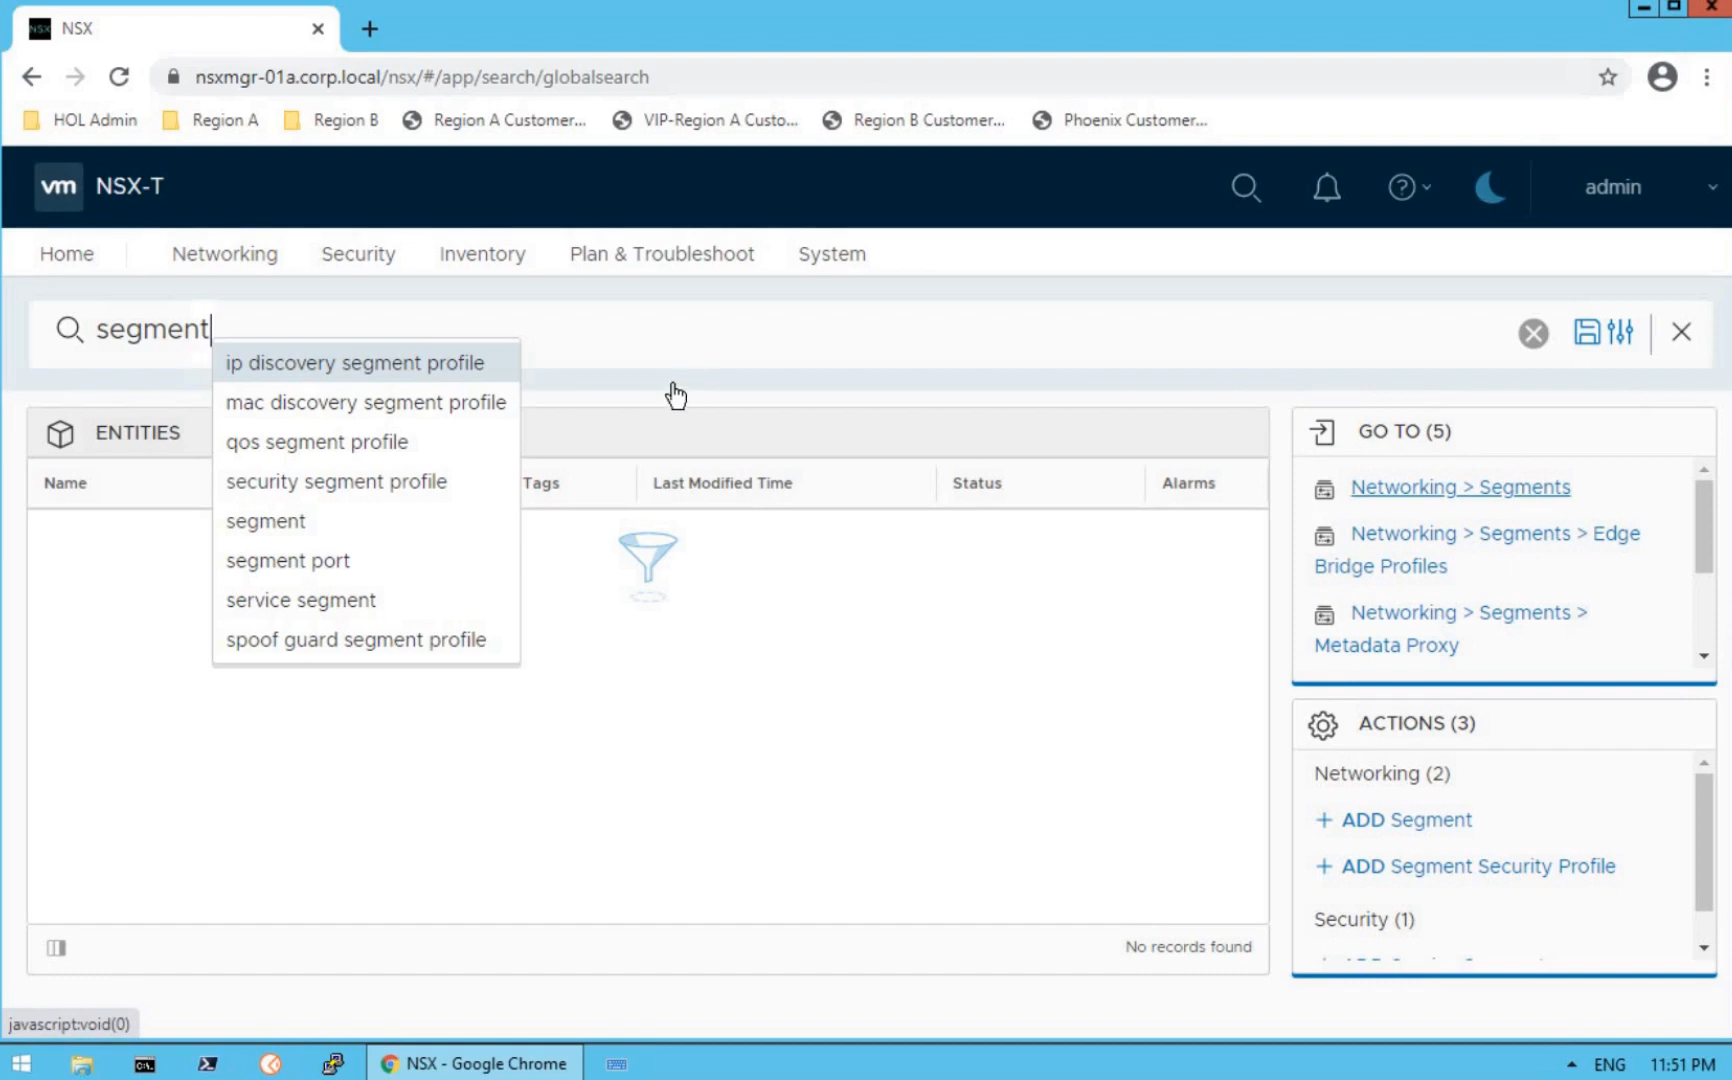 NSX
nsxmgr-01a.corp.local/nsx/#/app/search/globalsearch
HOL Admin Region A Region B Region A Customer... VIP-Region A Custo... Region B Customer... Phoenix Customer...
vm NSX-T admin
Home Networking Security Inventory Plan & Troubleshoot System
segment
ip discovery segment profile
mac discovery segment profile
qos segment profile
security segment profile
segment
segment port
service segment
spoof guard segment profile
ENTITIES
Name Tags Last Modified Time Status Alarms
No records found
GO TO (5)
Networking > Segments
Networking > Segments > Edge
Bridge Profiles
Networking > Segments >
Metadata Proxy
ACTIONS (3)
Networking (2)
+ ADD Segment
+ ADD Segment Security Profile
Security (1)
javascript:void(0)
NSX - Google Chrome ENG 11:51 PM